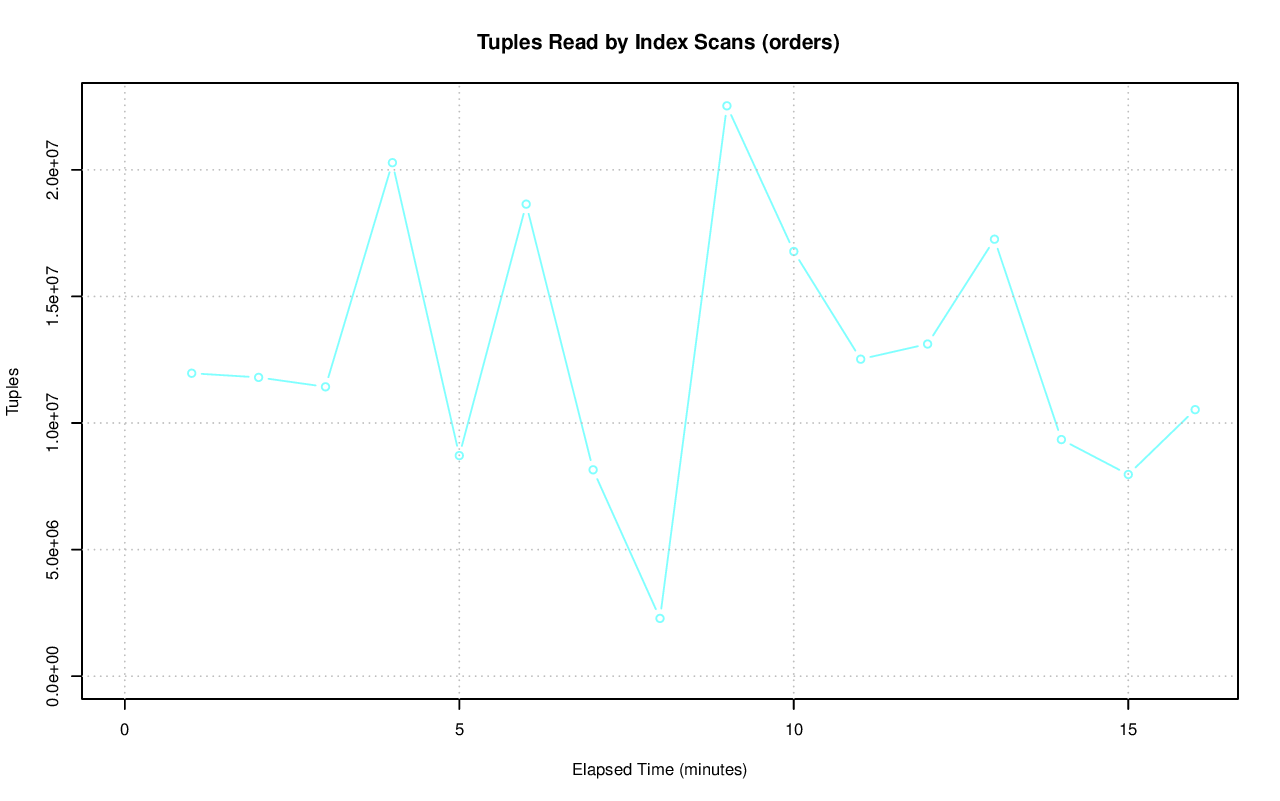 Tuples Read by Index Scans (orders)
Tuples
2.0e+07
1.5e+07
1.0e+07
5.0e+06
0.0e+00
0 5 10 15
Elapsed Time (minutes)